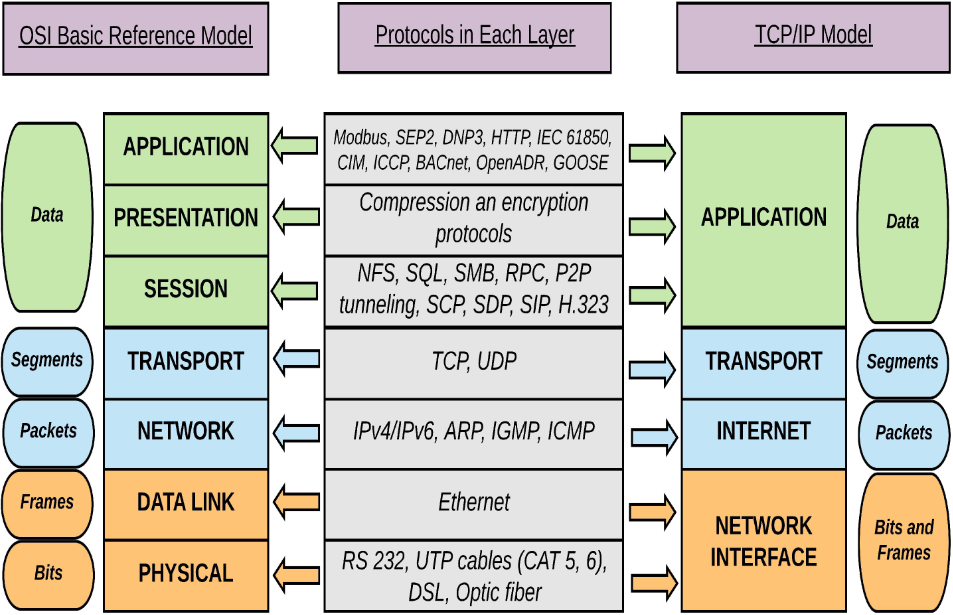 OSI Basic Reference Model
Protocols in Each Layer
TCP/IP Model
Data
APPLICATION
Modbus, SEP2, DNP3, HTTP, IEC 61850,
CIM, ICCP, BACnet, OpenADR, GOOSE
PRESENTATION
Compression an encryption
protocols
SESSION
NFS, SQL, SMB, RPC, P2P
tunneling, SCP, SDP, SIP, H.323
APPLICATION
Data
Segments
TRANSPORT
TCP, UDP
TRANSPORT
Segments
Packets
NETWORK
IPv4/IPv6, ARP, IGMP, ICMP
INTERNET
Packets
Frames
DATA LINK
Ethernet
Bits
PHYSICAL
RS 232, UTP cables (CAT 5, 6),
DSL, Optic fiber
NETWORK
INTERFACE
Bits and
Frames